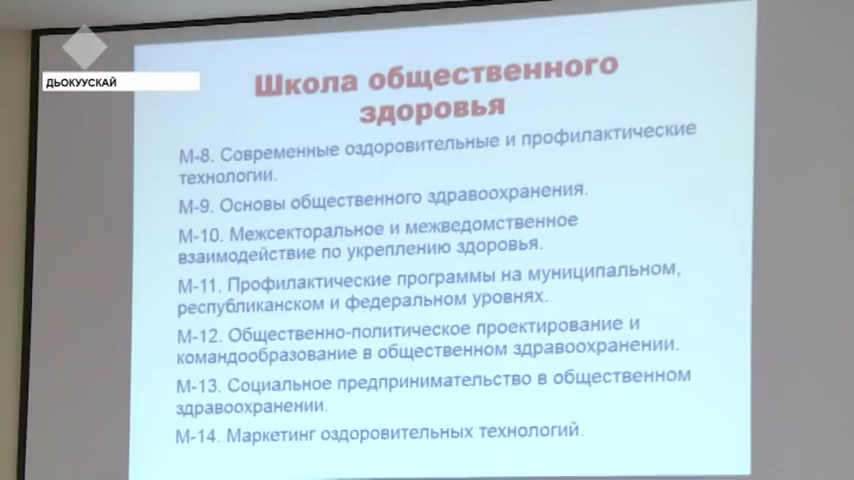 ДЬОКУУСКАЙ
Школа общественного
здоровья
М-8. Современные оздоровительные и профилактические
технологии.
М-9. Основы общественного здравоохранения.
М-10. Межсекторальное и межведомственное
взаимодействие по укреплению здоровья.
М-11. Профилактические программы на муниципальном,
республиканском и федеральном уровнях.
М-12. Общественно-политическое проектирование и
командообразование в общественном здравоохранении.
М-13. Социальное предпринимательство в общественном
здравоохранении.
М-14. Маркетинг оздоровительных технологий.